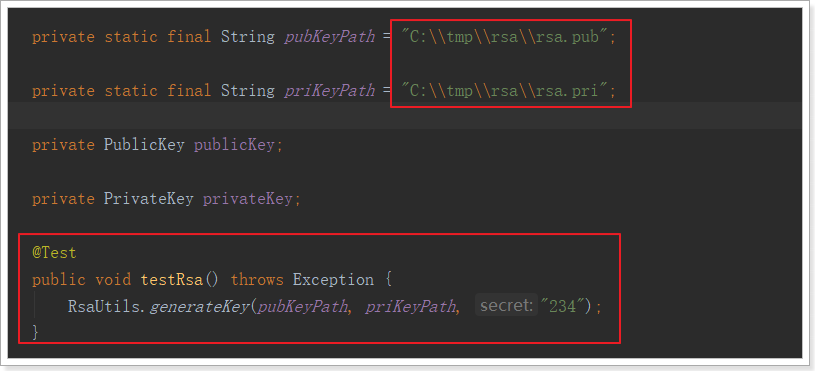 private static final String pubKeyPath = "C:\\tmp\\rsa\\rsa.pub";
private static final String priKeyPath = "C:\\tmp\\rsa\\rsa.pri";
private PublicKey publicKey;
private PrivateKey privateKey;
@Test
public void testRsa() throws Exception {
RsaUtils.generateKey(pubKeyPath, priKeyPath, secret: "234");
}